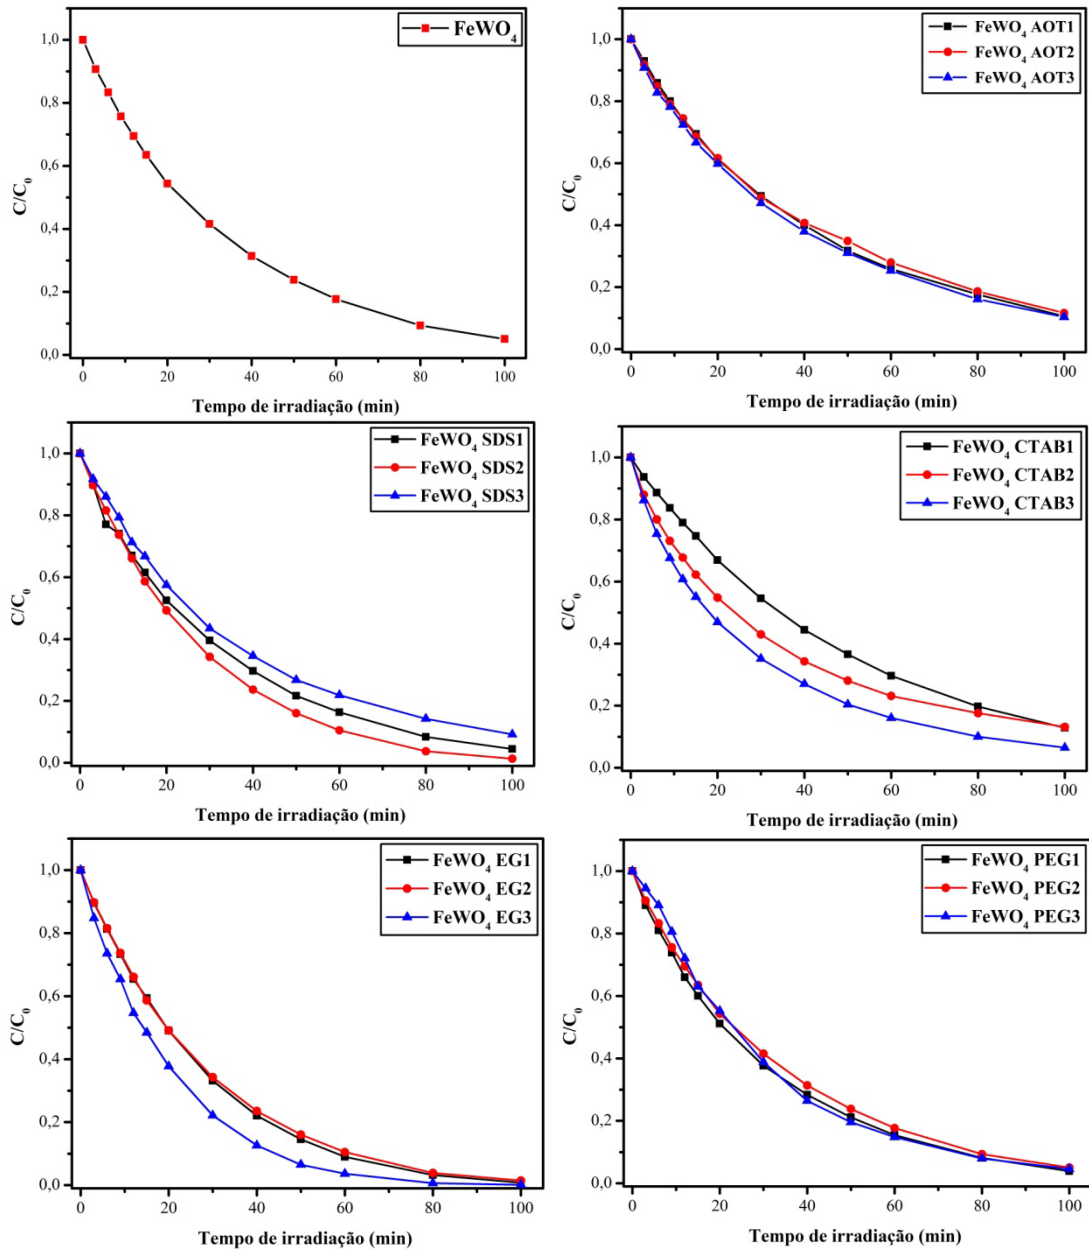 FeWO4
C/C0
1,0
0,8
0,6
0,4
0,2
0,0
0 20 40 60 80 100
Tempo de irradiação (min)
FeWO4 AOT1
FeWO4 AOT2
FeWO4 AOT3
C/C0
1,0
0,8
0,6
0,4
0,2
0,0
0 20 40 60 80 100
Tempo de irradiação (min)
FeWO4 SDS1
FeWO4 SDS2
FeWO4 SDS3
C/C0
1,0
0,8
0,6
0,4
0,2
0,0
0 20 40 60 80 100
Tempo de irradiação (min)
FeWO4 CTAB1
FeWO4 CTAB2
FeWO4 CTAB3
C/C0
1,0
0,8
0,6
0,4
0,2
0,0
0 20 40 60 80 100
Tempo de irradiação (min)
FeWO4 EG1
FeWO4 EG2
FeWO4 EG3
C/C0
1,0
0,8
0,6
0,4
0,2
0,0
0 20 40 60 80 100
Tempo de irradiação (min)
FeWO4 PEG1
FeWO4 PEG2
FeWO4 PEG3
C/C0
1,0
0,8
0,6
0,4
0,2
0,0
0 20 40 60 80 100
Tempo de irradiação (min)